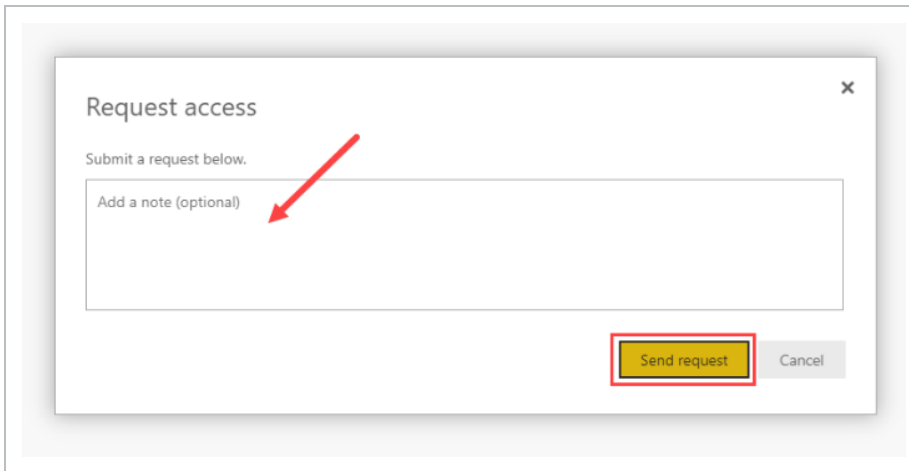 Request access
Submit a request below.
Add a note (optional)
Send request
Cancel